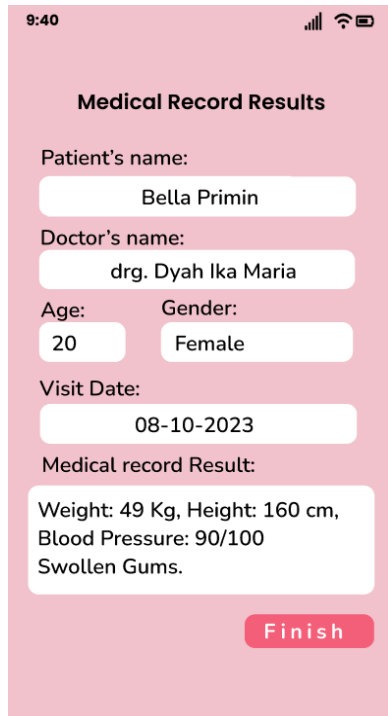 9:40
Medical Record Results
Patient's name:
Bella Primin
Doctor's name:
drg. Dyah Ika Maria
Age:
Gender:
20
Female
Visit Date:
08-10-2023
Medical record Result:
Weight: 49 Kg, Height: 160 cm,
Blood Pressure: 90/100
Swollen Gums.
Finish